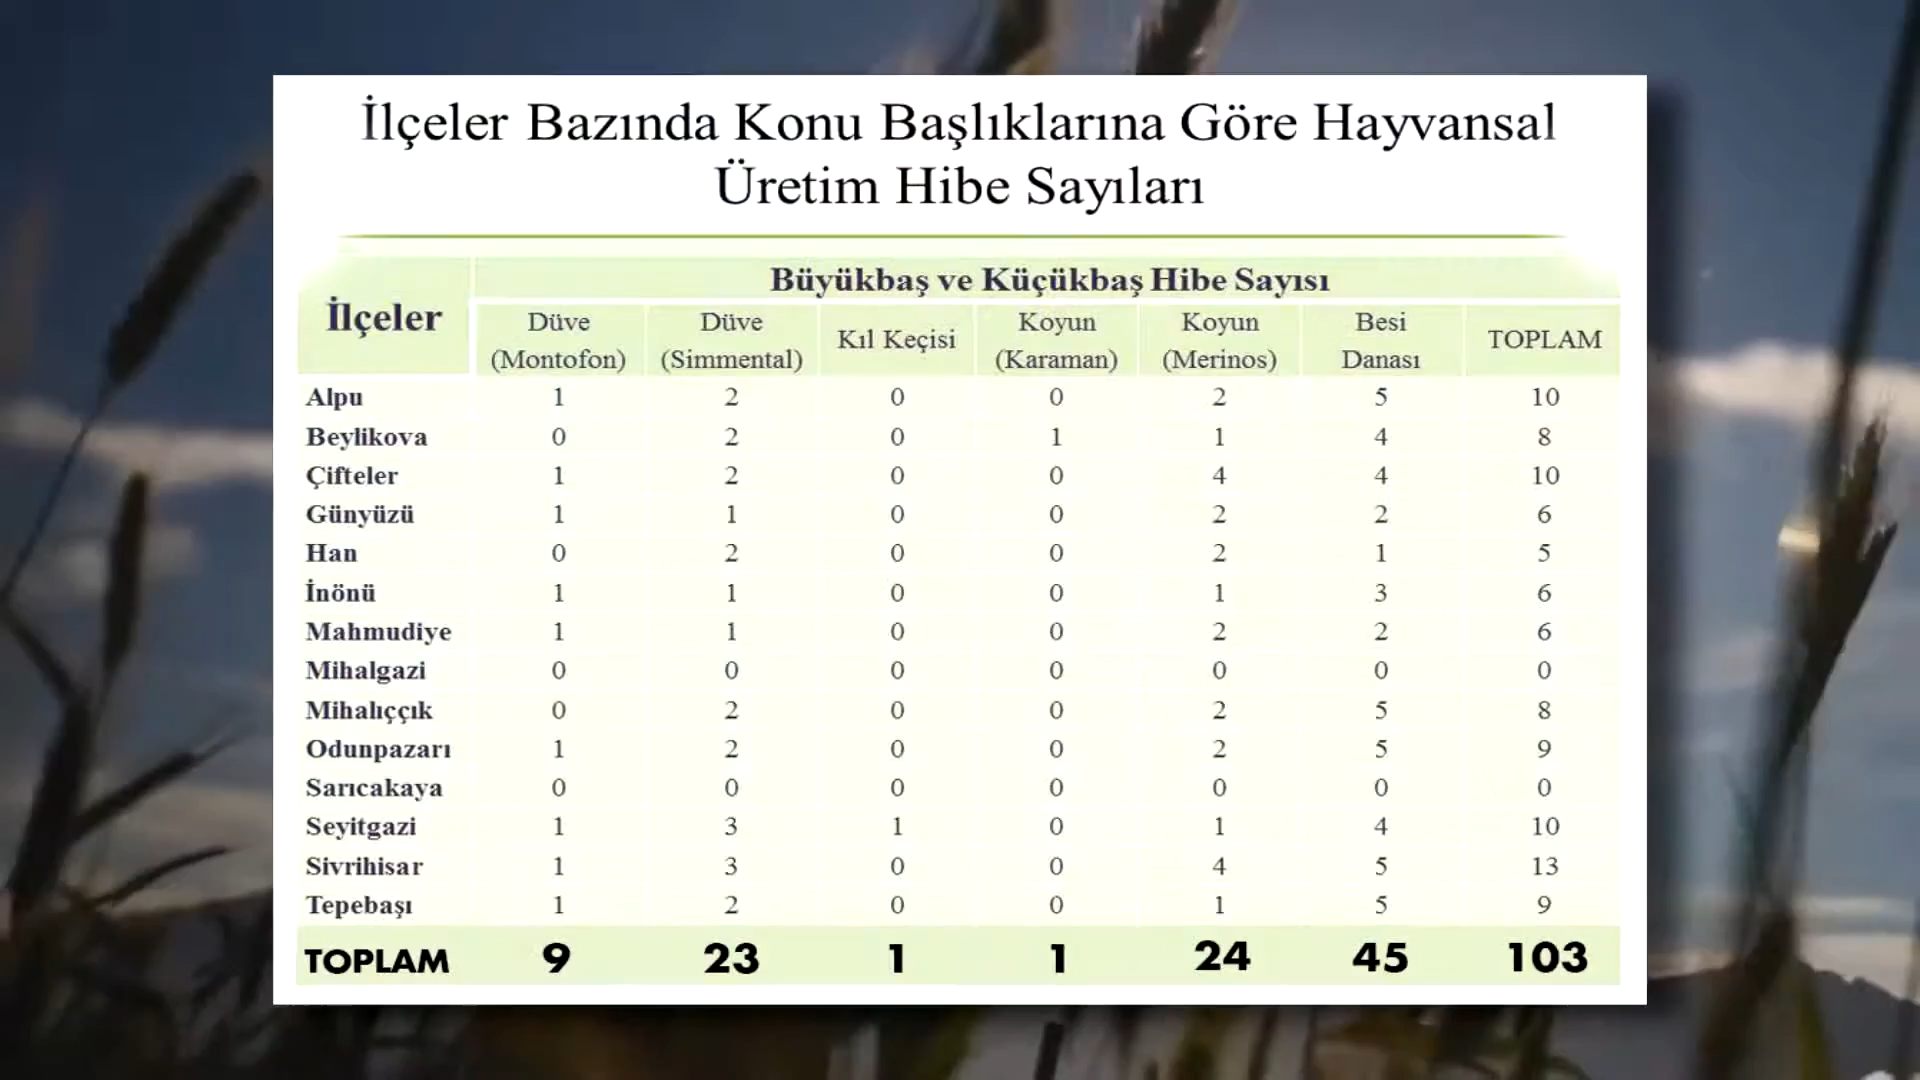 İlçeler Bazında Konu Başlıklarına Göre Hayvansal
Üretim Hibe Sayıları
İlçeler
Büyükbaş ve Küçükbaş Hibe Sayısı
Düve (Montofon) Düve (Simmental) Kıl Keçisi Koyun (Karaman) Koyun (Merinos) Besi Danası TOPLAM
Alpu 1 2 0 0 2 5 10
Beylikova 0 2 0 1 1 4 8
Çifteler 1 2 0 0 4 4 10
Günyüzü 1 1 0 0 2 2 6
Han 0 2 0 0 2 1 5
İnönü 1 1 0 0 1 3 6
Mahmudiye 1 1 0 0 2 2 6
Mihalgazi 0 0 0 0 0 0 0
Mihalıççık 0 2 0 0 2 5 8
Odunpazarı 1 2 0 0 2 5 9
Sarıcakaya 0 0 0 0 0 0 0
Seyitgazi 1 3 1 0 1 4 10
Sivrihisar 1 3 0 0 4 5 13
Tepebaşı 1 2 0 0 1 5 9
TOPLAM 9 23 1 1 24 45 103